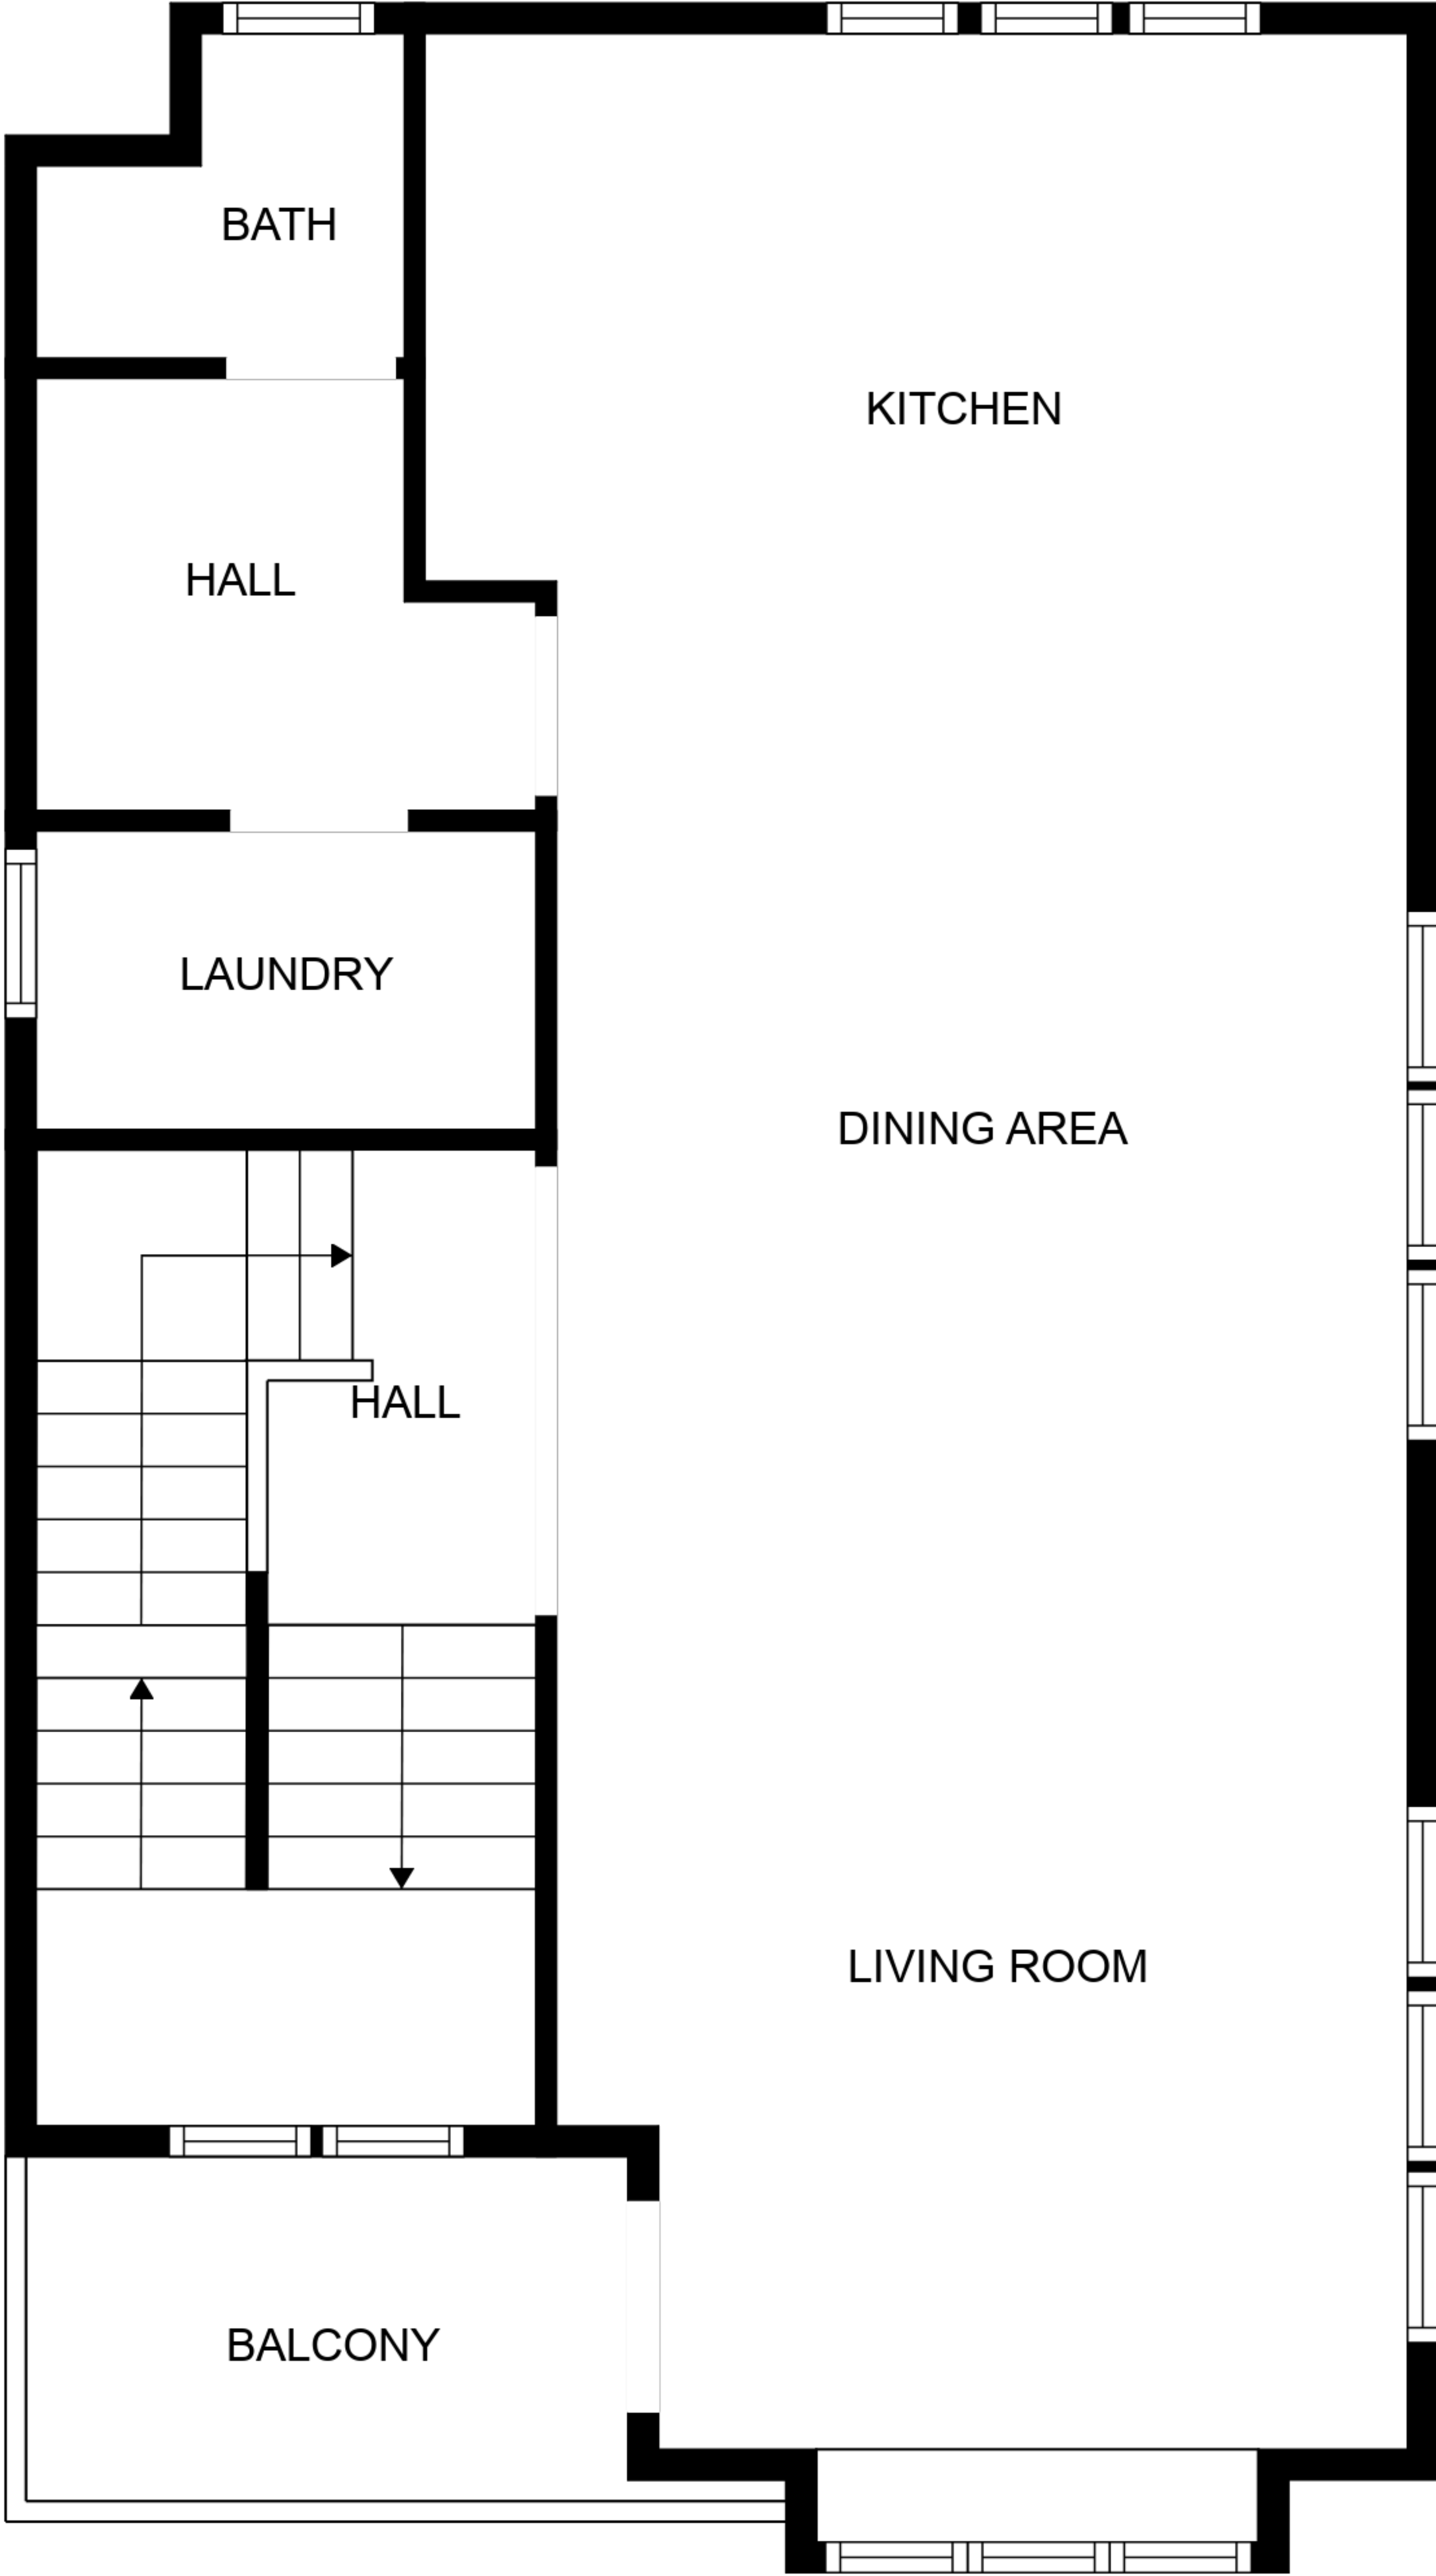 BATH
KITCHEN
HALL
LAUNDRY
DINING AREA
HALL
LIVING ROOM
BALCONY